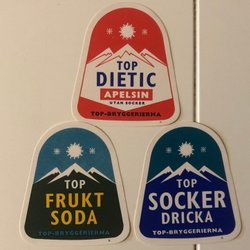 TOP
DIETIC
APELSIN
UTAN SOCKER
TOP-BRYGGERIERNA
TOP
FRUKT
SODA
TOP-BRYGGERIERNA
TOP
SOCKER
DRICKA
TOP-BRYGGERIERNA